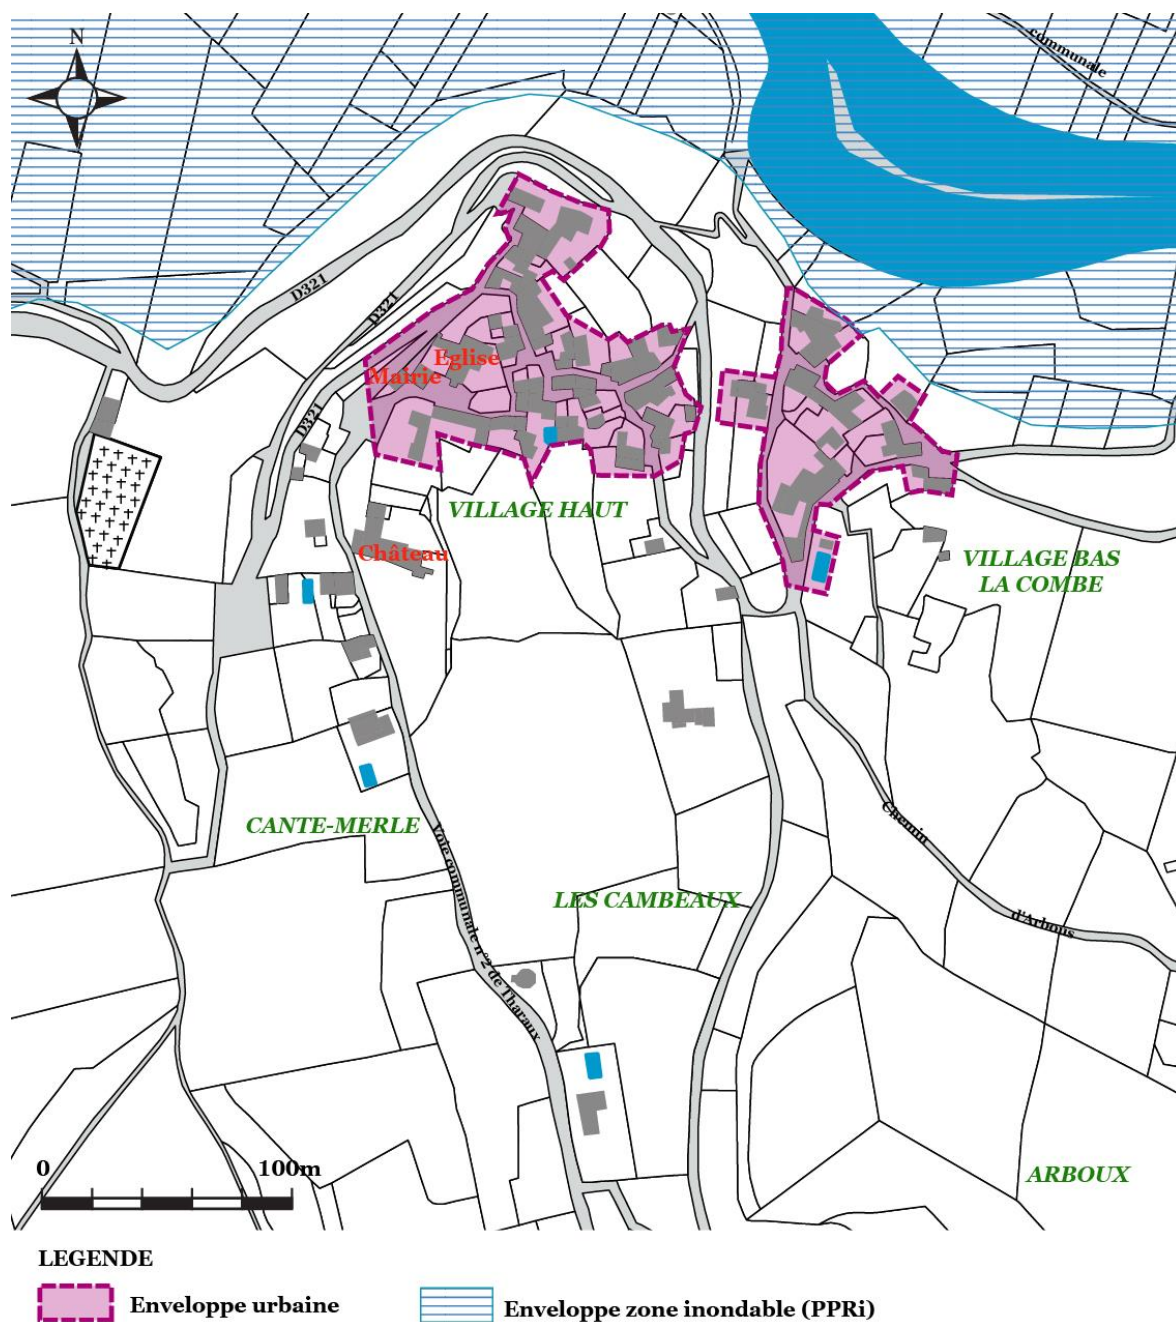 N
communale
D321
D321
Eglise
Mairie
D321
VILLAGE HAUT
Château
VILLAGE BAS
LA COMBE
CANTE-MERLE
Voie communale n°2 de Tharaux
Chemin
d'Arbous
LES CAMBEAUX
ARBOUX
0
100m
LEGENDE
Enveloppe urbaine
Enveloppe zone inondable (PPRi)